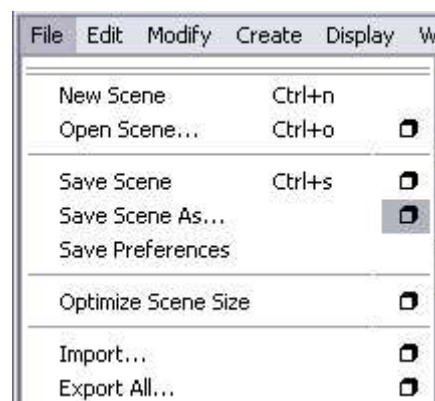 File Edit Modify Create Display W
New Scene Ctrl+n
Open Scene... Ctrl+o
Save Scene Ctrl+s
Save Scene As...
Save Preferences
Optimize Scene Size
Import...
Export All...